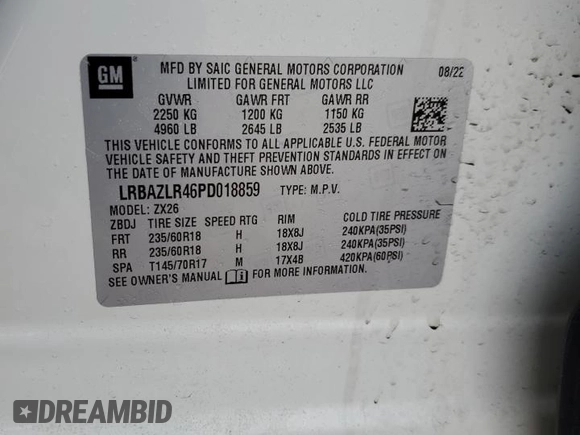 GM
MFD BY SAIC GENERAL MOTORS CORPORATION 08/22
LIMITED FOR GENERAL MOTORS LLC
GVWR GAWR FRT GAWR RR
2250 KG 1200 KG 1150 KG
4960 LB 2645 LB 2535 LB
THIS VEHICLE CONFORMS TO ALL APPLICABLE U.S. FEDERAL MOTOR
VEHICLE SAFETY AND THEFT PREVENTION STANDARDS IN EFFECT ON
THE DATE OF MANUFACTURE SHOWN ABOVE.
LRBAZLR46PD018859 TYPE: M.P.V.
MODEL: ZX26
ZBDJ TIRE SIZE SPEED RTG RIM COLD TIRE PRESSURE
FRT 235/60R18 H 18X8J 240KPA(35PSI)
RR 235/60R18 H 18X8J 240KPA(35PSI)
SPA T145/70R17 M 17X4B 420KPA(60PSI)
SEE OWNER'S MANUAL FOR MORE INFORMATION.
DREAMBID